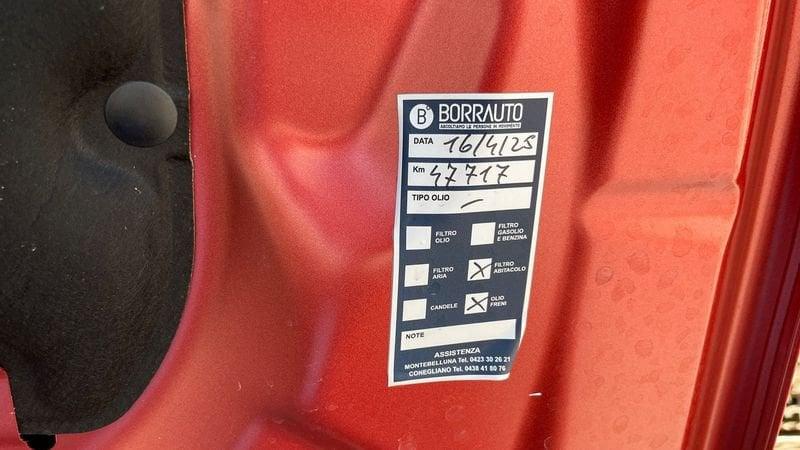 B BORRAUTO
ASCOLTIAMO LE PERSONE IN MOVIMENTO
DATA 16/4/25
Km 47717
TIPO OLIO –
FILTRO OLIO
FILTRO GASOLIO E BENZINA
FILTRO ARIA
X FILTRO ABITACOLO
CANDELE
X OLIO FRENI
NOTE
ASSISTENZA
MONTEBELLUNA Tel. 0423 30 26 21
CONEGLIANO Tel. 0438 41 80 76